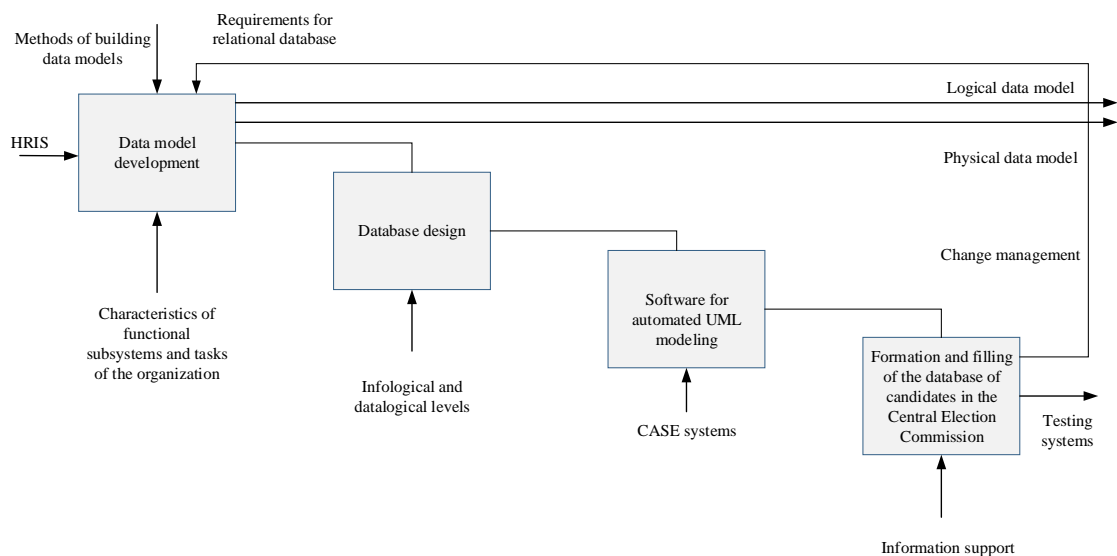 Requirements for
relational database
Methods of building
data models
Logical data model
HRIS
Data model
development
Physical data model
Database design
Change management
Software for
automated UML
modeling
Characteristics of
functional
subsystems and tasks
of the organization
Formation and filling
of the database of
candidates in the
Central Election
Commission
Infological and
datalogical levels
CASE systems
Testing
systems
Information support